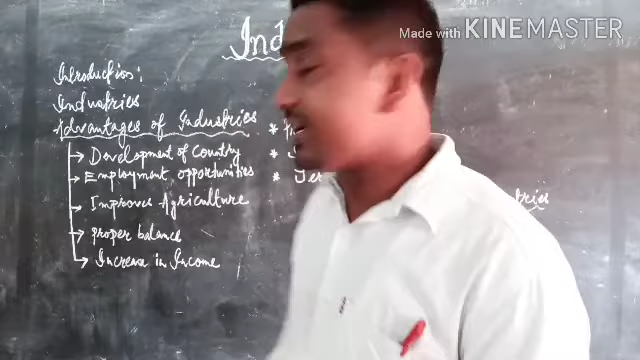 Made with KINEMASTER
Ind
Introduction:
Industries
Advantages of Industries *
→ Development of Country *
→ Employment opportunities *
→ Improves Agriculture
→ proper balance
→ Increase in Income